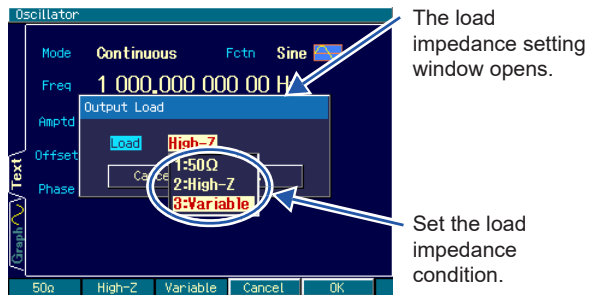 Oscillator
Mode Continuous Fctn Sine
Freq 1 000.000 000 00 H
Amptd
Output Load
Load High-Z
Offset
1:50Ω
2:High-Z
3:Variable
Phase
Text
Graph
50Ω High-Z Variable Cancel OK
The load
impedance setting
window opens.
Set the load
impedance
condition.